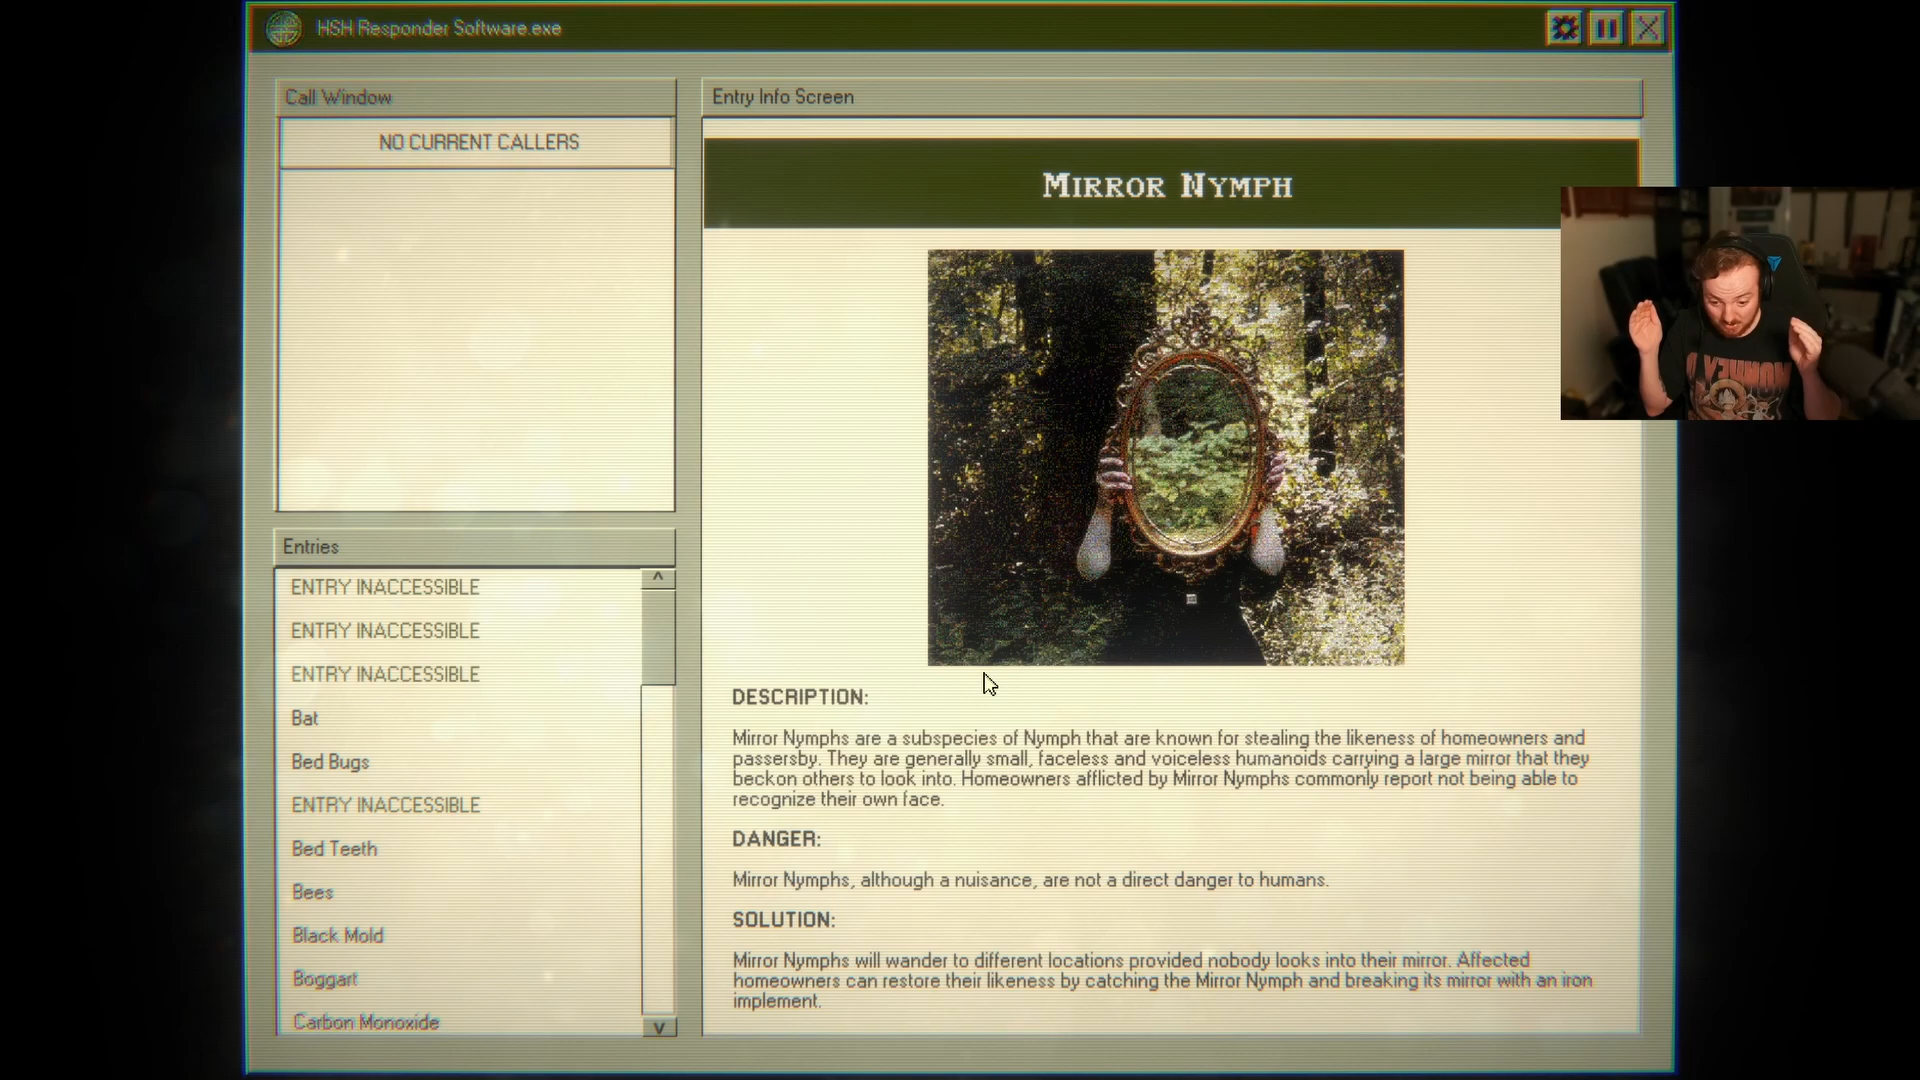 HSH Responder Software.exe
Call Window
NO CURRENT CALLERS
Entries
ENTRY INACCESSIBLE
ENTRY INACCESSIBLE
ENTRY INACCESSIBLE
Bat
Bed Bugs
ENTRY INACCESSIBLE
Bed Teeth
Bees
Black Mold
Boggart
Carbon Monoxide
Entry Info Screen
MIRROR NYMPH
DESCRIPTION:
Mirror Nymphs are a subspecies of Nymph that are known for stealing the likeness of homeowners and
passersby. They are generally small, faceless and voiceless humanoids carrying a large mirror that they
beckon others to look into. Homeowners afflicted by Mirror Nymphs commonly report not being able to
recognize their own face.
DANGER:
Mirror Nymphs, although a nuisance, are not a direct danger to humans.
SOLUTION:
Mirror Nymphs will wander to different locations provided nobody looks into their mirror. Affected
homeowners can restore their likeness by catching the Mirror Nymph and breaking its mirror with an iron
implement.